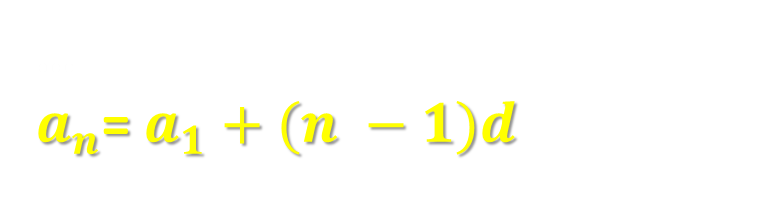 aₙ= a₁ + (n − 1)d